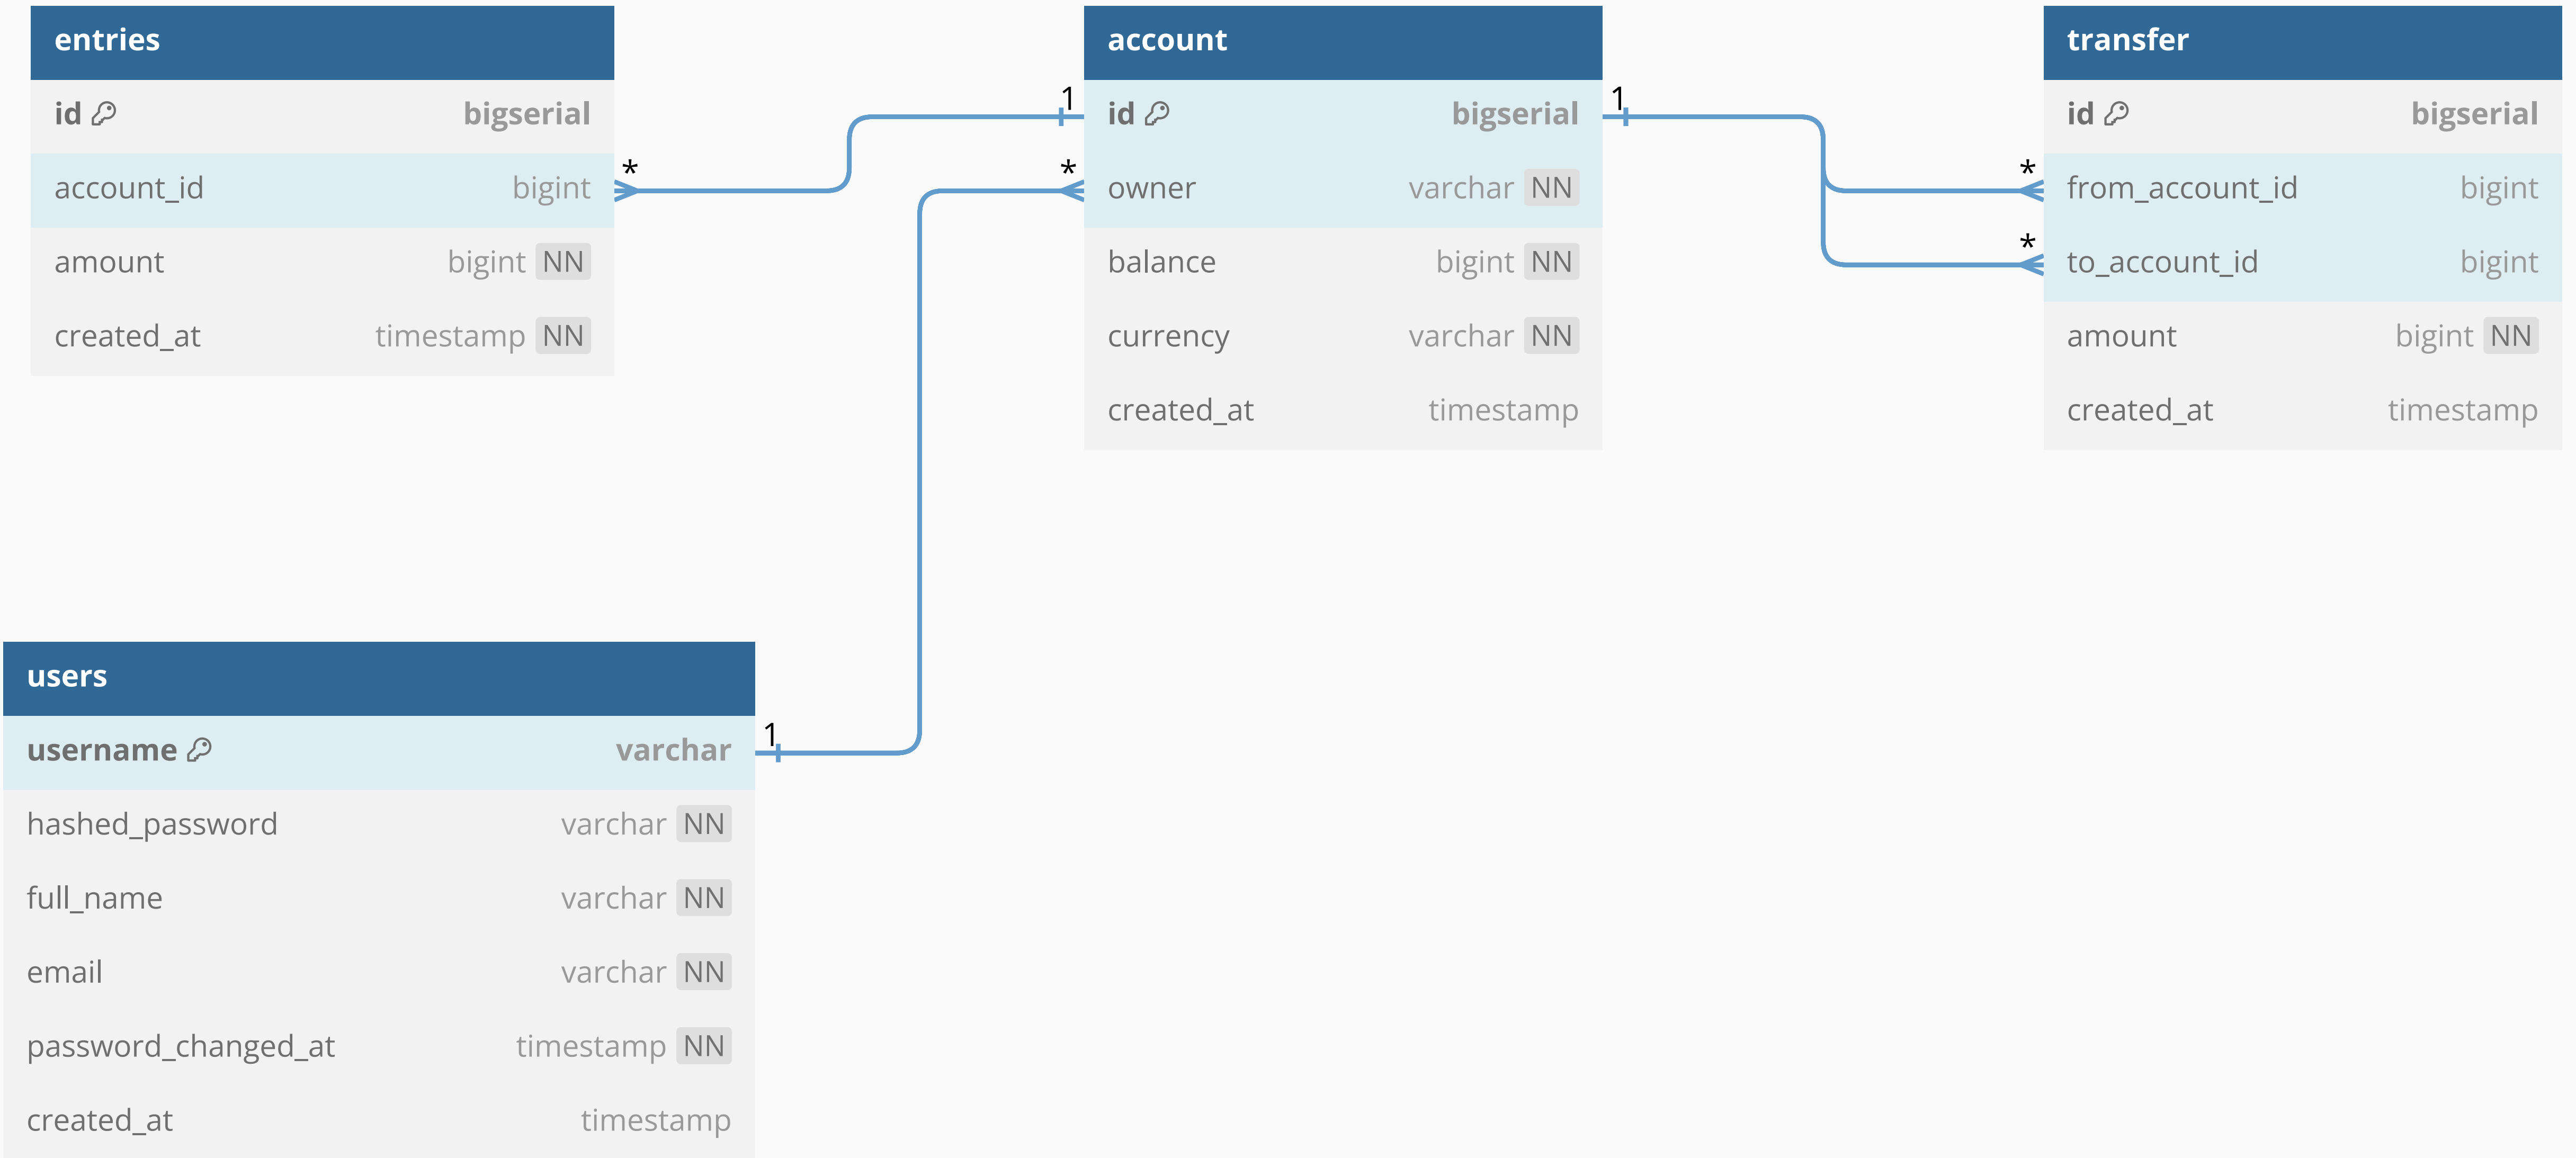 entries
id bigserial
account_id bigint
amount bigint NN
created_at timestamp NN
*
1
*
account
id bigserial
owner varchar NN
balance bigint NN
currency varchar NN
created_at timestamp
1
*
*
transfer
id bigserial
from_account_id bigint
to_account_id bigint
amount bigint NN
created_at timestamp
users
username varchar
hashed_password varchar NN
full_name varchar NN
email varchar NN
password_changed_at timestamp NN
created_at timestamp
1